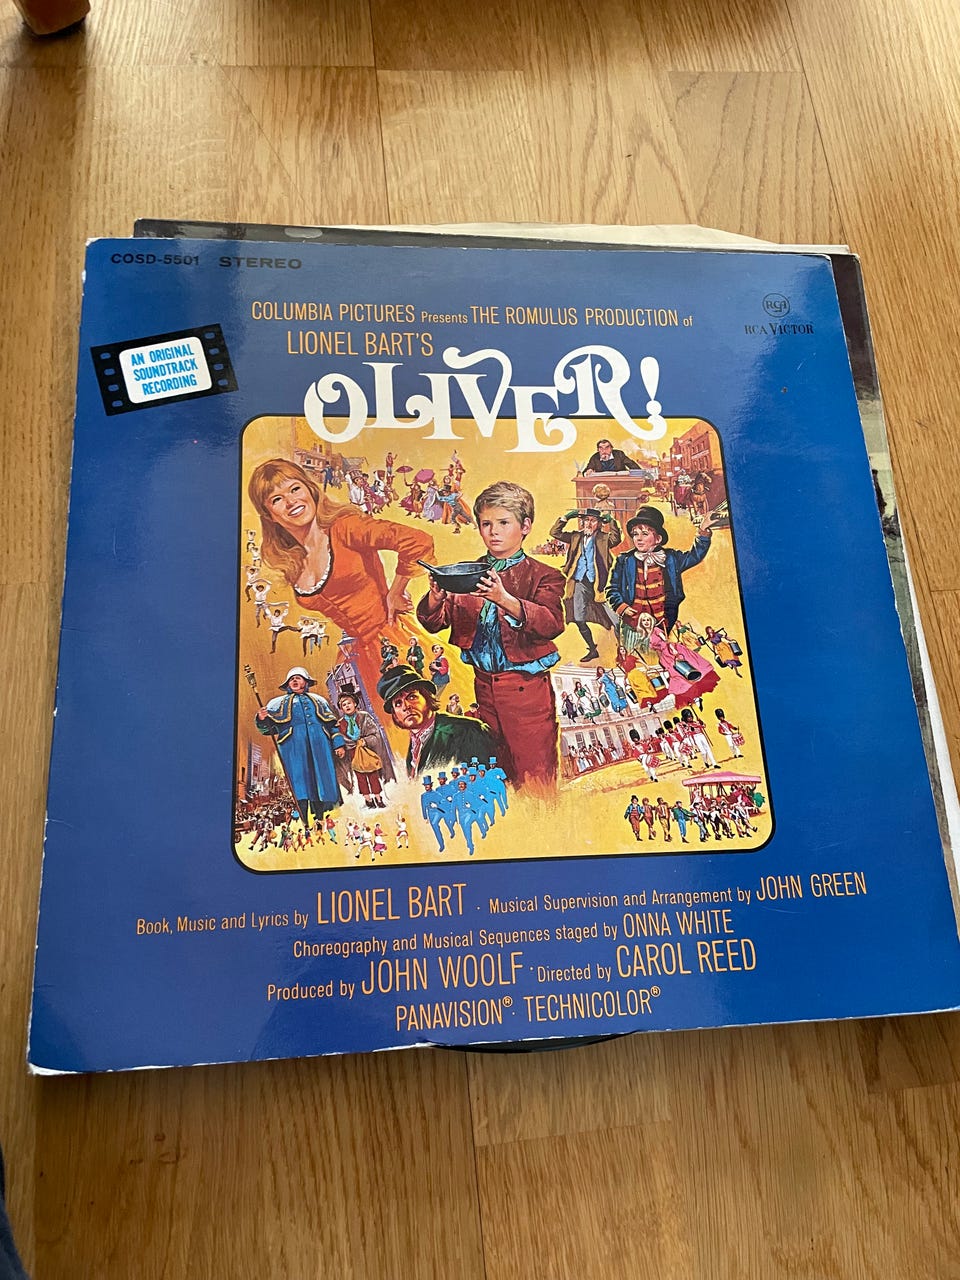 COSD-5501 STEREO
RCA
RCA VICTOR
COLUMBIA PICTURES Presents THE ROMULUS PRODUCTION of
LIONEL BART'S
OLIVER!
AN ORIGINAL
SOUNDTRACK
RECORDING
Book, Music and Lyrics by LIONEL BART · Musical Supervision and Arrangement by JOHN GREEN
Choreography and Musical Sequences staged by ONNA WHITE
Produced by JOHN WOOLF · Directed by CAROL REED
PANAVISION® · TECHNICOLOR®